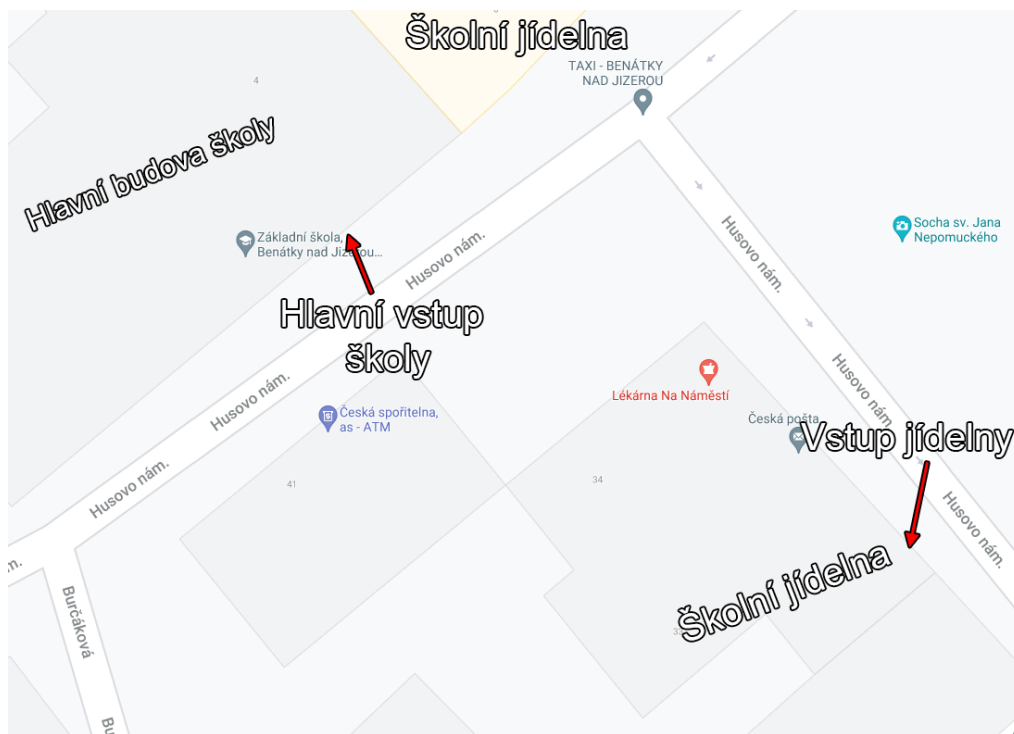 Školní jídelna
TAXI - BENÁTKY
NAD JIZEROU
4
Hlavní budova školy
Základní škola,
Benátky nad Jizerou...
Husovo nám.
Husovo nám.
Socha sv. Jana
Nepomuckého
Hlavní vstup
školy
Husovo nám.
Lékárna Na Náměstí
Husovo nám.
Česká spořitelna,
as - ATM
Česká pošta
Vstup jídelny
41
34
Husovo nám.
Husovo nám.
Školní jídelna
Burčáková